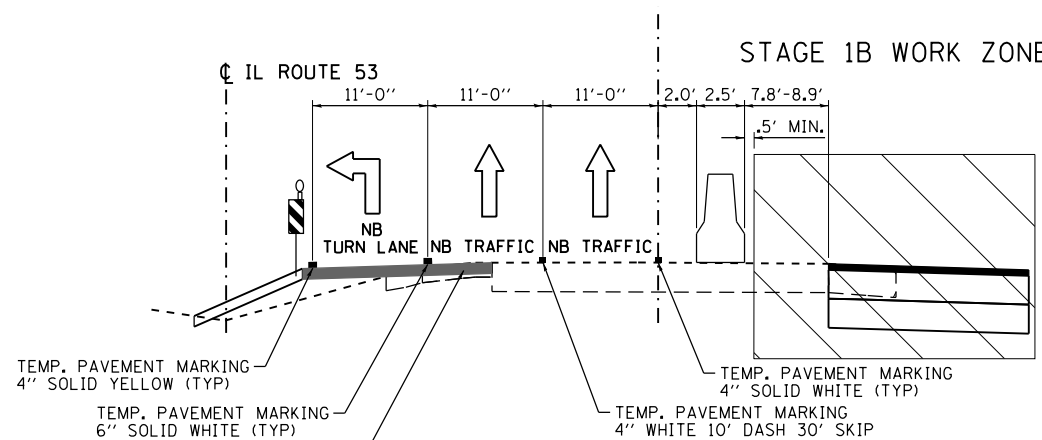 STAGE 1B WORK ZONE
℄ IL ROUTE 53
11'-0" 11'-0" 11'-0" 2.0' 2.5' 7.8'-8.9'
.5' MIN.
NB
TURN LANE
NB TRAFFIC
NB TRAFFIC
TEMP. PAVEMENT MARKING
4" SOLID YELLOW (TYP)
TEMP. PAVEMENT MARKING
4" SOLID WHITE (TYP)
TEMP. PAVEMENT MARKING
6" SOLID WHITE (TYP)
TEMP. PAVEMENT MARKING
4" WHITE 10' DASH 30' SKIP